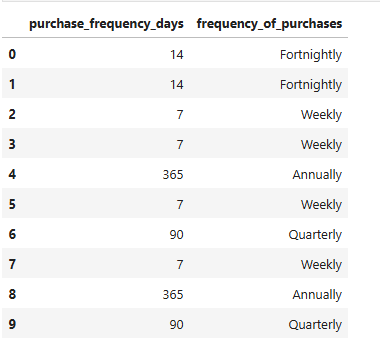 purchase_frequency_days frequency_of_purchases
0 14 Fortnightly
1 14 Fortnightly
2 7 Weekly
3 7 Weekly
4 365 Annually
5 7 Weekly
6 90 Quarterly
7 7 Weekly
8 365 Annually
9 90 Quarterly